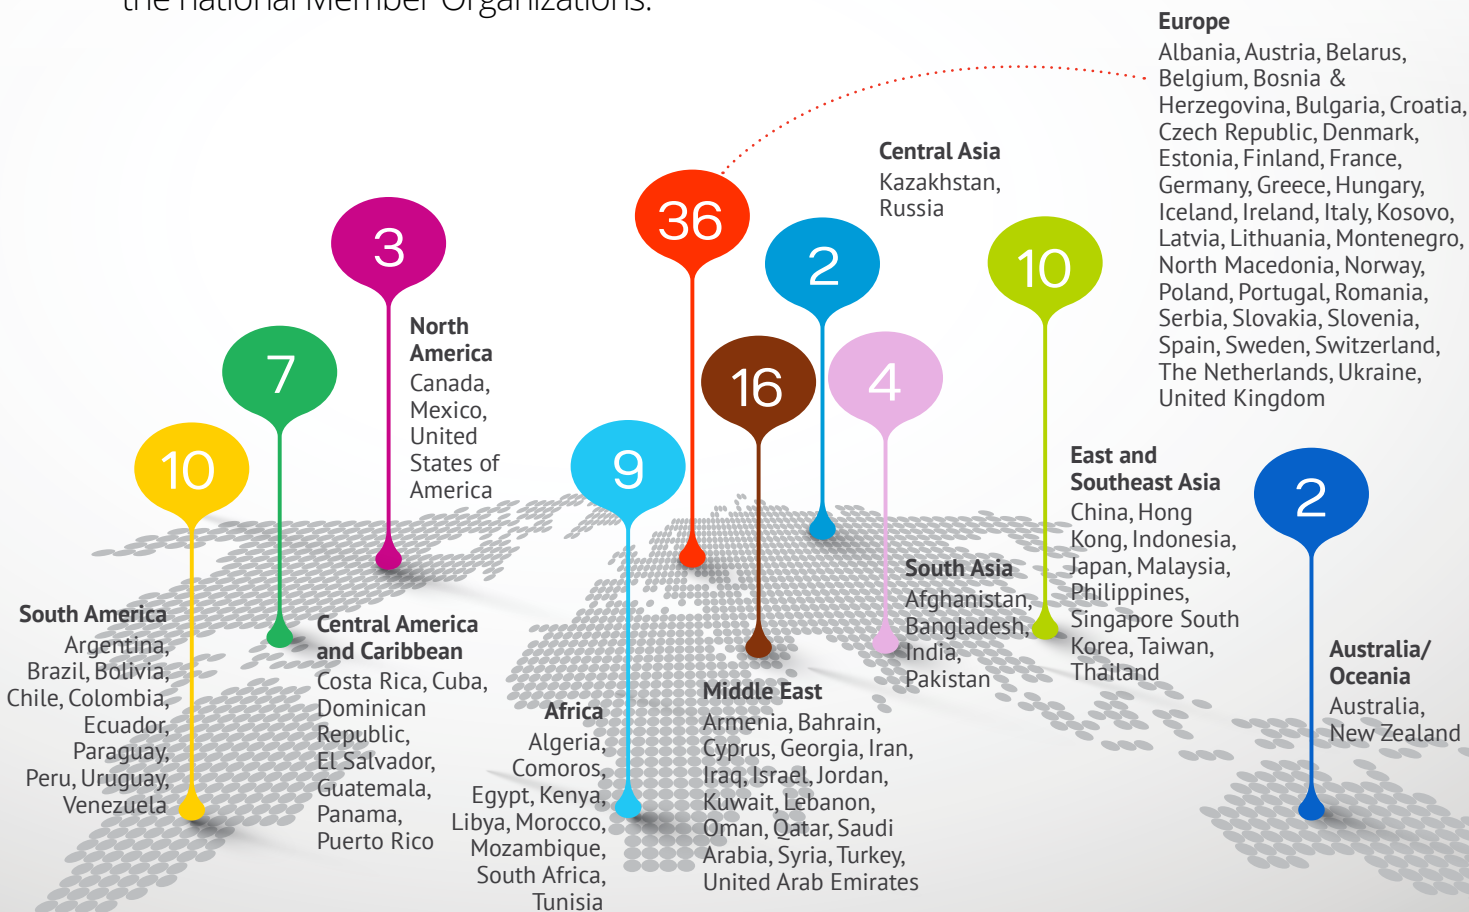 the national Member Organizations.
Europe
Albania, Austria, Belarus,
Belgium, Bosnia &
Herzegovina, Bulgaria, Croatia,
Czech Republic, Denmark,
Estonia, Finland, France,
Germany, Greece, Hungary,
Iceland, Ireland, Italy, Kosovo,
Latvia, Lithuania, Montenegro,
North Macedonia, Norway,
Poland, Portugal, Romania,
Serbia, Slovakia, Slovenia,
Spain, Sweden, Switzerland,
The Netherlands, Ukraine,
United Kingdom
36
Central Asia
Kazakhstan,
Russia
2
3
North
America
Canada,
Mexico,
United
States of
America
10
East and
Southeast Asia
China, Hong
Kong, Indonesia,
Japan, Malaysia,
Philippines,
Singapore South
Korea, Taiwan,
Thailand
7
Central America
and Caribbean
Costa Rica, Cuba,
Dominican
Republic,
El Salvador,
Guatemala,
Panama,
Puerto Rico
16
Middle East
Armenia, Bahrain,
Cyprus, Georgia, Iran,
Iraq, Israel, Jordan,
Kuwait, Lebanon,
Oman, Qatar, Saudi
Arabia, Syria, Turkey,
United Arab Emirates
4
South Asia
Afghanistan,
Bangladesh,
India,
Pakistan
10
South America
Argentina,
Brazil, Bolivia,
Chile, Colombia,
Ecuador,
Paraguay,
Peru, Uruguay,
Venezuela
9
Africa
Algeria,
Comoros,
Egypt, Kenya,
Libya, Morocco,
Mozambique,
South Africa,
Tunisia
2
Australia/
Oceania
Australia,
New Zealand